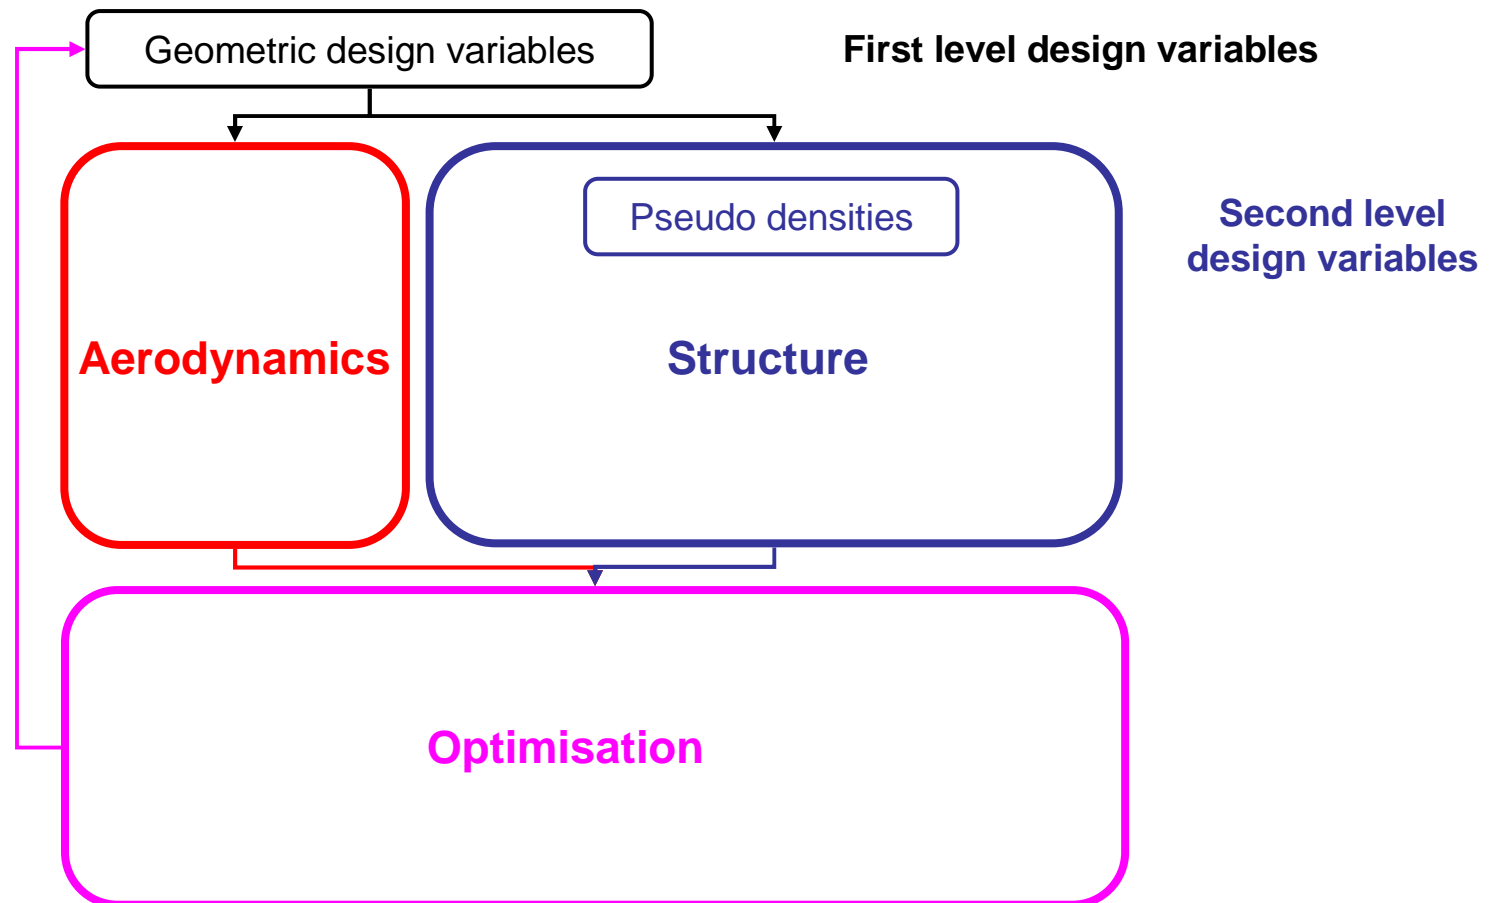 Geometric design variables
First level design variables
Pseudo densities
Second level
design variables
Aerodynamics
Structure
Optimisation